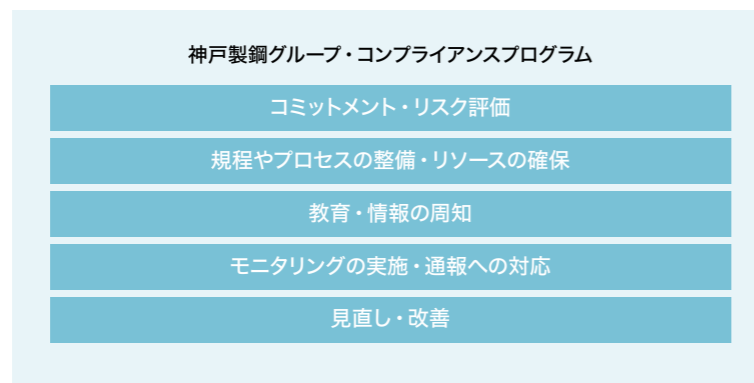 神戸製鋼グループ・コンプライアンスプログラム
コミットメント・リスク評価
規程やプロセスの整備・リソースの確保
教育・情報の周知
モニタリングの実施・通報への対応
見直し・改善